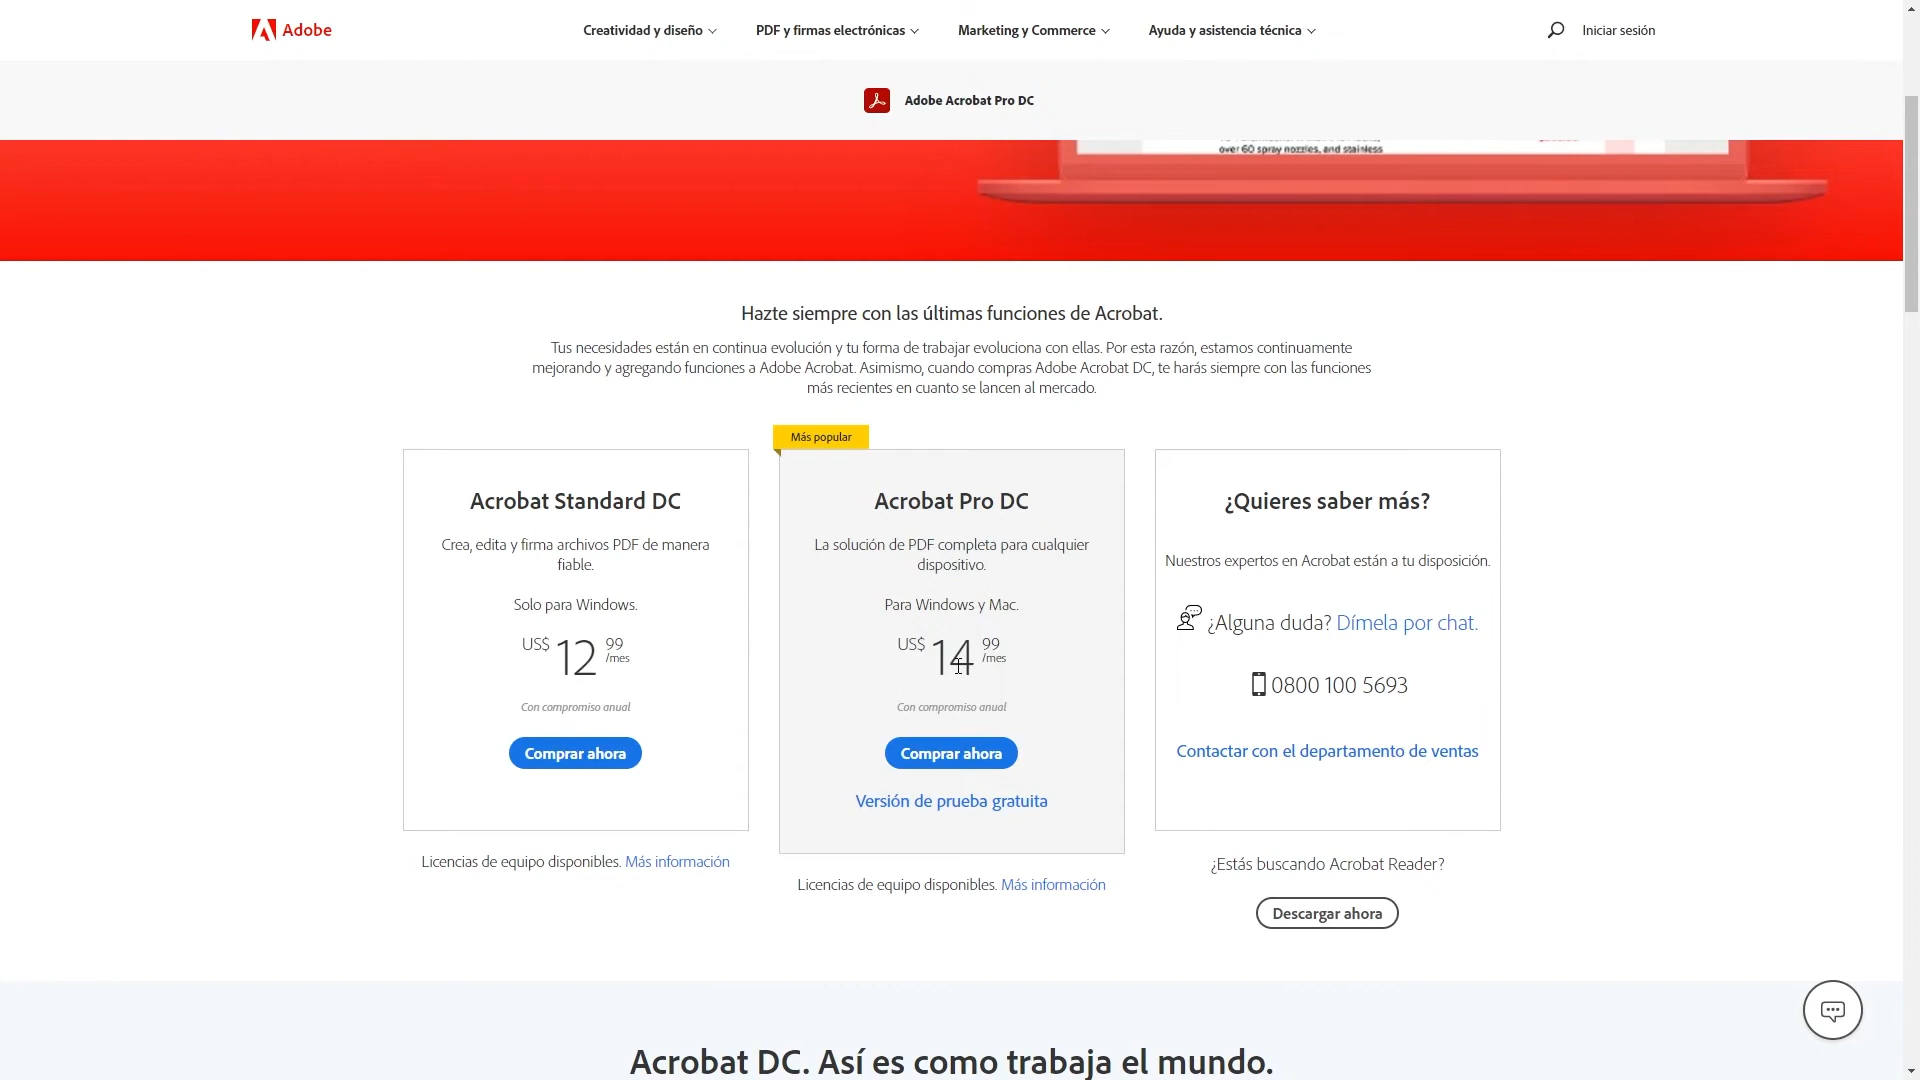 Adobe
Creatividad y diseño
PDF y firmas electrónicas
Marketing y Commerce
Ayuda y asistencia técnica
Iniciar sesión
Adobe Acrobat Pro DC
over 60 spray nozzles, and stainless
Hazte siempre con las últimas funciones de Acrobat.
Tus necesidades están en continua evolución y tu forma de trabajar evoluciona con ellas. Por esta razón, estamos continuamente
mejorando y agregando funciones a Adobe Acrobat. Asimismo, cuando compras Adobe Acrobat DC, te harás siempre con las funciones
más recientes en cuanto se lancen al mercado.
Acrobat Standard DC
Crea, edita y firma archivos PDF de manera
fiable.
Solo para Windows.
US$ 12 99 /mes
Con compromiso anual
Comprar ahora
Licencias de equipo disponibles. Más información
Más popular
Acrobat Pro DC
La solución de PDF completa para cualquier
dispositivo.
Para Windows y Mac.
US$ 14 99 /mes
Con compromiso anual
Comprar ahora
Versión de prueba gratuita
Licencias de equipo disponibles. Más información
¿Quieres saber más?
Nuestros expertos en Acrobat están a tu disposición.
¿Alguna duda? Dímela por chat.
0800 100 5693
Contactar con el departamento de ventas
¿Estás buscando Acrobat Reader?
Descargar ahora
Acrobat DC. Así es como trabaja el mundo.